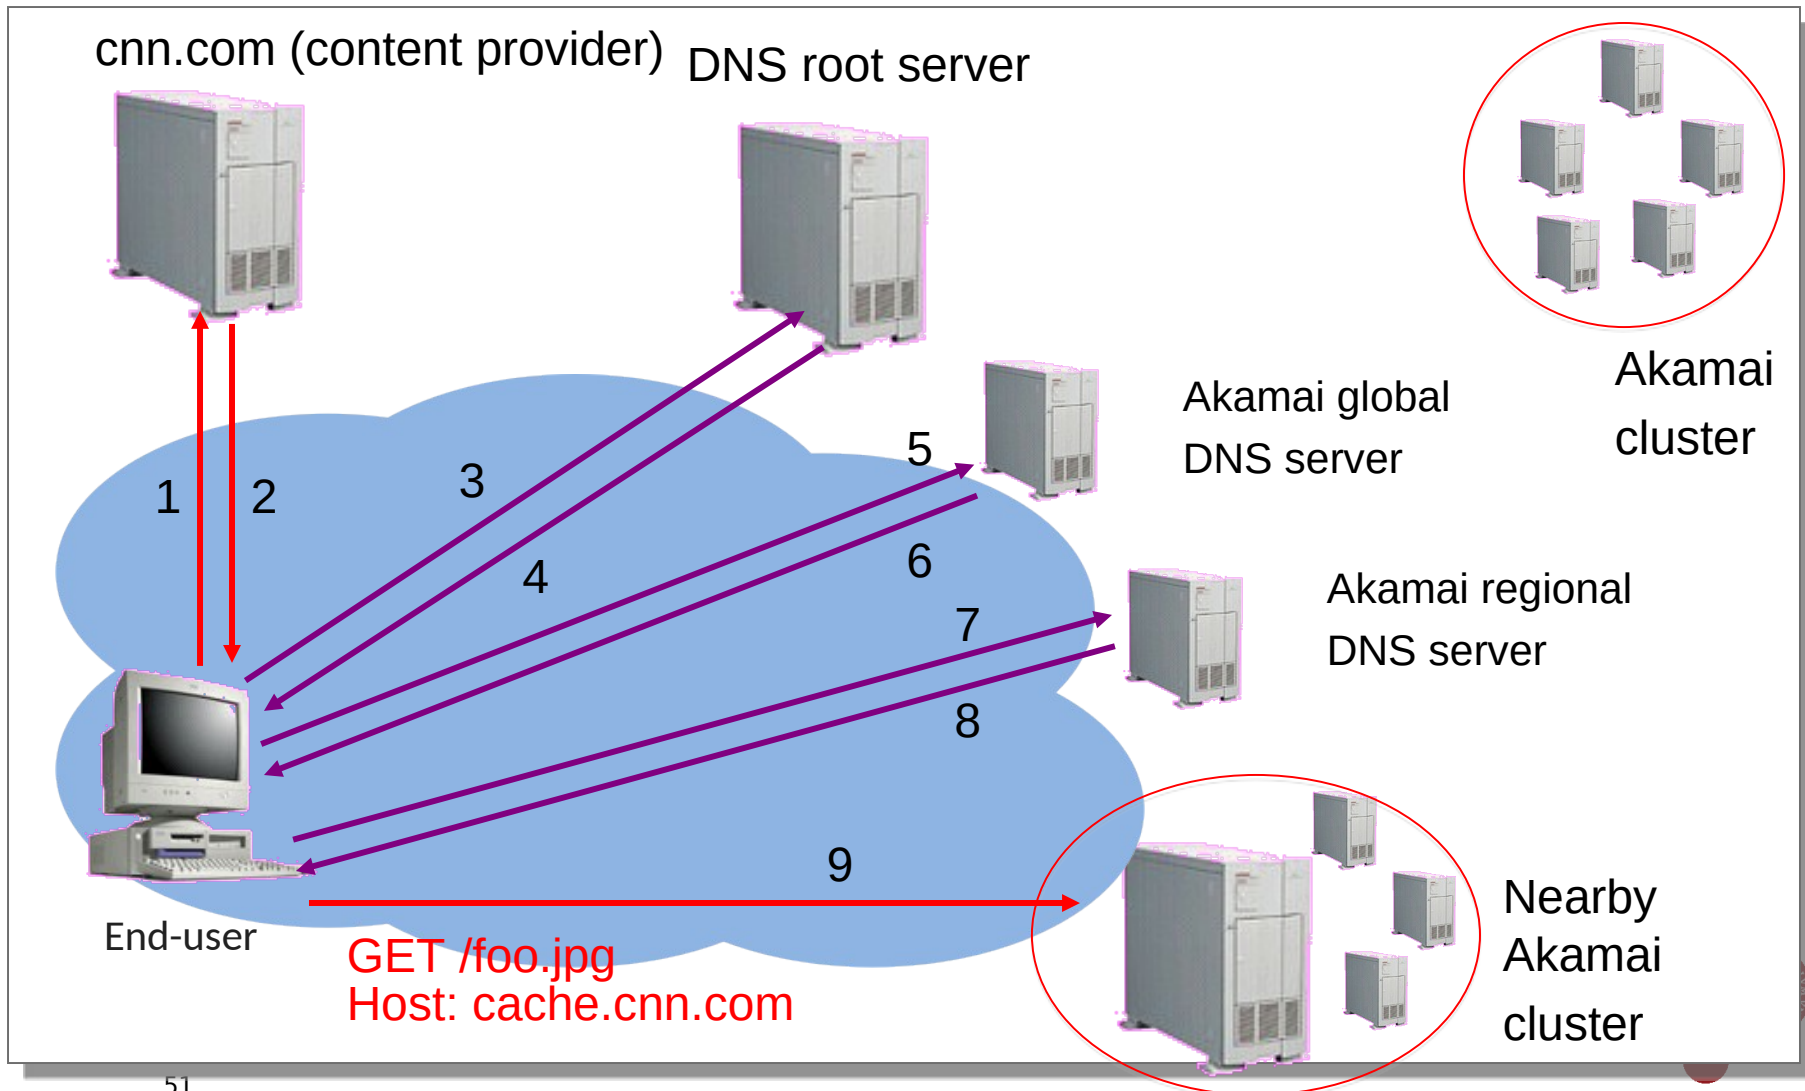 cnn.com (content provider)
DNS root server
Akamai
cluster
Akamai global
DNS server
5
3
1
2
6
4
Akamai regional
DNS server
7
8
9
Nearby
Akamai
cluster
End-user
GET /foo.jpg
Host: cache.cnn.com
51